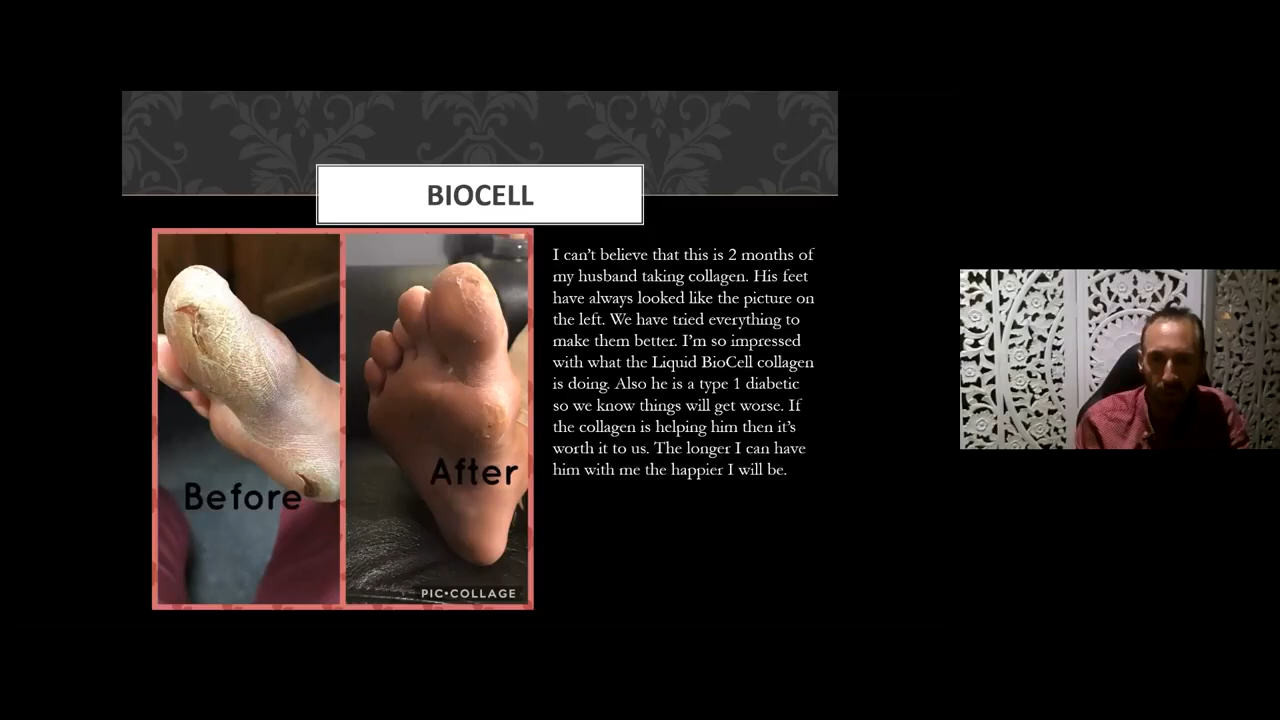 BIOCELL
Before
After
PIC•COLLAGE
I can't believe that this is 2 months of
my husband taking collagen. His feet
have always looked like the picture on
the left. We have tried everything to
make them better. I'm so impressed
with what the Liquid BioCell collagen
is doing. Also he is a type 1 diabetic
so we know things will get worse. If
the collagen is helping him then it's
worth it to us. The longer I can have
him with me the happier I will be.